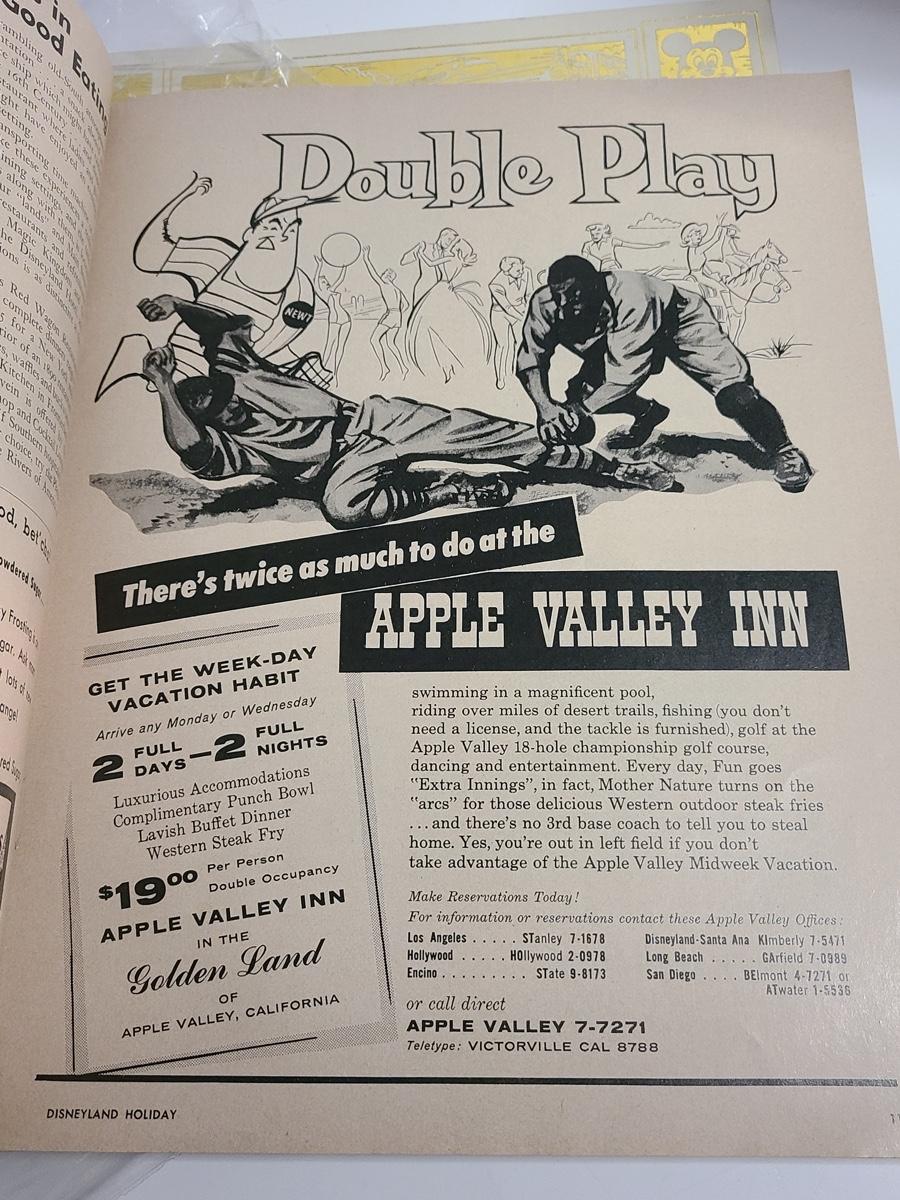 s in
Good Eating
Double Play
NEW!
There's twice as much to do at the
APPLE VALLEY INN
GET THE WEEK-DAY
VACATION HABIT
Arrive any Monday or Wednesday
2 FULL DAYS—2 FULL NIGHTS
Luxurious Accommodations
Complimentary Punch Bowl
Lavish Buffet Dinner
Western Steak Fry
$19.00 Per Person
Double Occupancy
APPLE VALLEY INN
IN THE
Golden Land
OF
APPLE VALLEY, CALIFORNIA
swimming in a magnificent pool,
riding over miles of desert trails, fishing (you don't
need a license, and the tackle is furnished), golf at the
Apple Valley 18-hole championship golf course,
dancing and entertainment. Every day, Fun goes
"Extra Innings", in fact, Mother Nature turns on the
"arcs" for those delicious Western outdoor steak fries
...and there's no 3rd base coach to tell you to steal
home. Yes, you're out in left field if you don't
take advantage of the Apple Valley Midweek Vacation.
Make Reservations Today!
For information or reservations contact these Apple Valley Offices:
Los Angeles ..... STanley 7-1678
Hollywood ..... HOllywood 2-0978
Encino ......... STate 9-8173
Disneyland-Santa Ana KImberly 7-5471
Long Beach ..... GArfield 7-0989
San Diego .... BElmont 4-7271 or
ATwater 1-5536
or call direct
APPLE VALLEY 7-7271
Teletype: VICTORVILLE CAL 8788
DISNEYLAND HOLIDAY